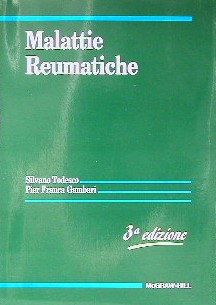 Malattie
Reumatiche
Silvano Todesco
Pier Franca Gambari
3a edizione
McGRAW-HILL